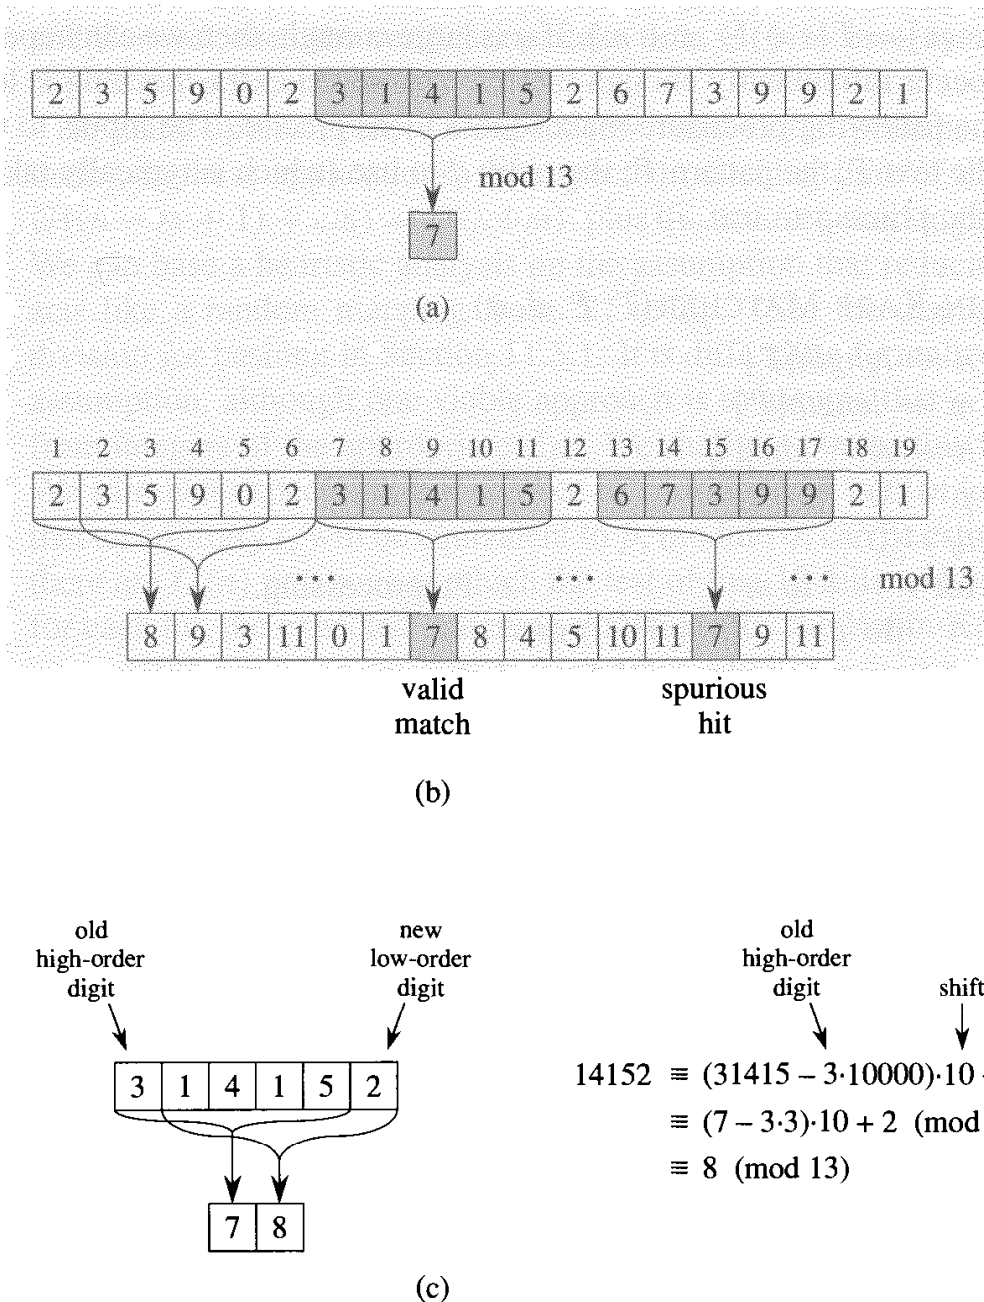 2 3 5 9 0 2 3 1 4 1 5 2 6 7 3 9 9 2 1
mod 13
7
(a)
1 2 3 4 5 6 7 8 9 10 11 12 13 14 15 16 17 18 19
2 3 5 9 0 2 3 1 4 1 5 2 6 7 3 9 9 2 1
... ... ... mod 13
8 9 3 11 0 1 7 8 4 5 10 11 7 9 11
valid
match
spurious
hit
(b)
old
high-order
digit
new
low-order
digit
3 1 4 1 5 2
7 8
old
high-order
digit
shift
14152 ≡ (31415 – 3·10000)·10
≡ (7 – 3·3)·10 + 2 (mod
≡ 8 (mod 13)
(c)